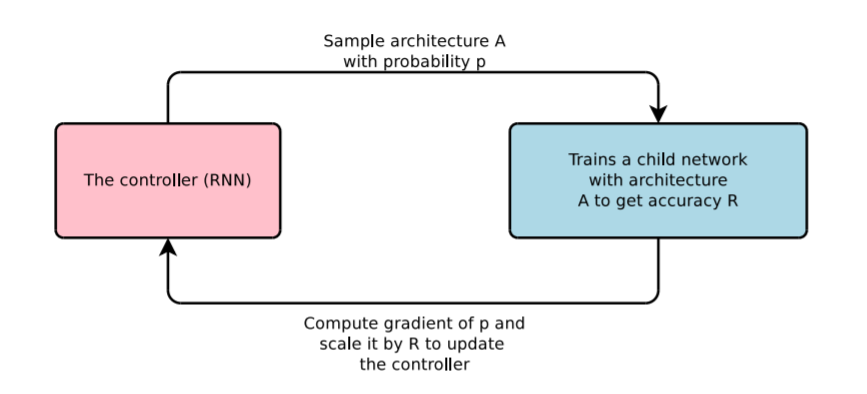 Sample architecture A
with probability p
The controller (RNN)
Trains a child network
with architecture
A to get accuracy R
Compute gradient of p and
scale it by R to update
the controller